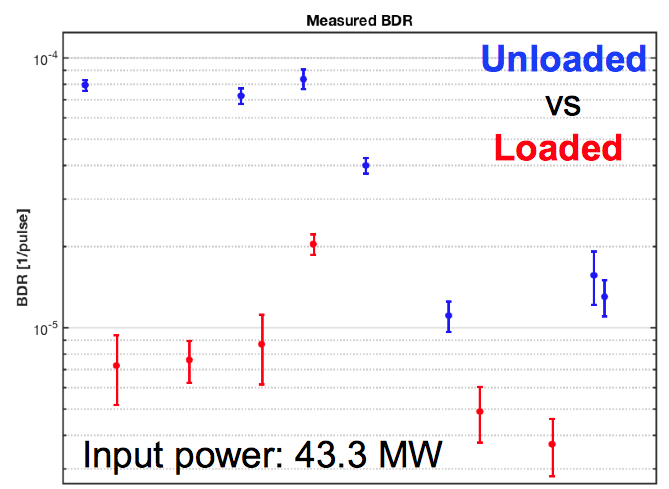 Measured BDR
10-4
Unloaded
vs
Loaded
BDR [1/pulse]
10-5
Input power: 43.3 MW